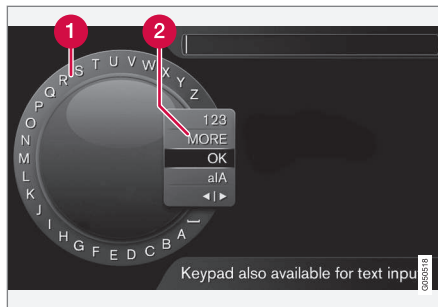 1
2
A B C D E F G H I J K L M N O P Q R S T U V W X Y Z
123
MORE
OK
a|A
Keypad also available for text inpu
G050518